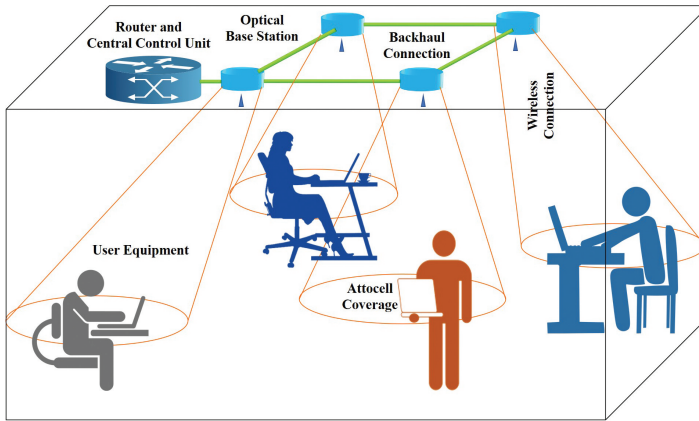 Router and
Central Control Unit
Optical
Base Station
Backhaul
Connection
Wireless
Connection
User Equipment
Attocell
Coverage